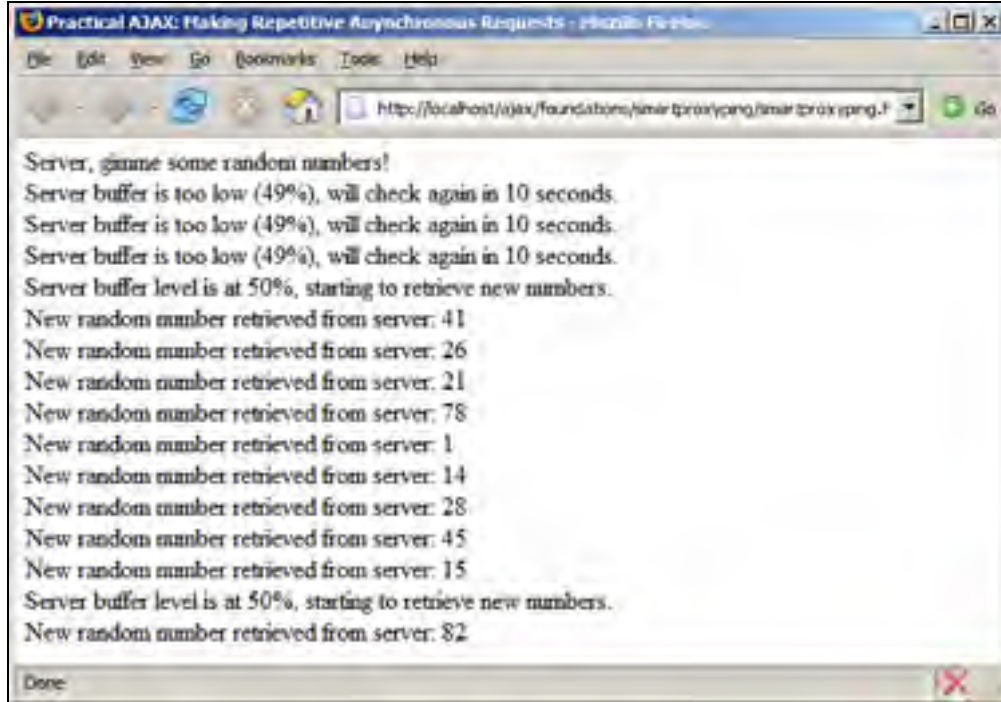 Practical AJAX: Making Repetitive Asynchronous Requests - Mozilla Firefox
File Edit View Go Bookmarks Tools Help
http://localhost/ajax/foundations/smartproxyping/smartproxyping.h Go
Server, gimme some random numbers!
Server buffer is too low (49%), will check again in 10 seconds.
Server buffer is too low (49%), will check again in 10 seconds.
Server buffer is too low (49%), will check again in 10 seconds.
Server buffer level is at 50%, starting to retrieve new numbers.
New random number retrieved from server: 41
New random number retrieved from server: 26
New random number retrieved from server: 21
New random number retrieved from server: 78
New random number retrieved from server: 1
New random number retrieved from server: 14
New random number retrieved from server: 28
New random number retrieved from server: 45
New random number retrieved from server: 15
Server buffer level is at 50%, starting to retrieve new numbers.
New random number retrieved from server: 82
Done